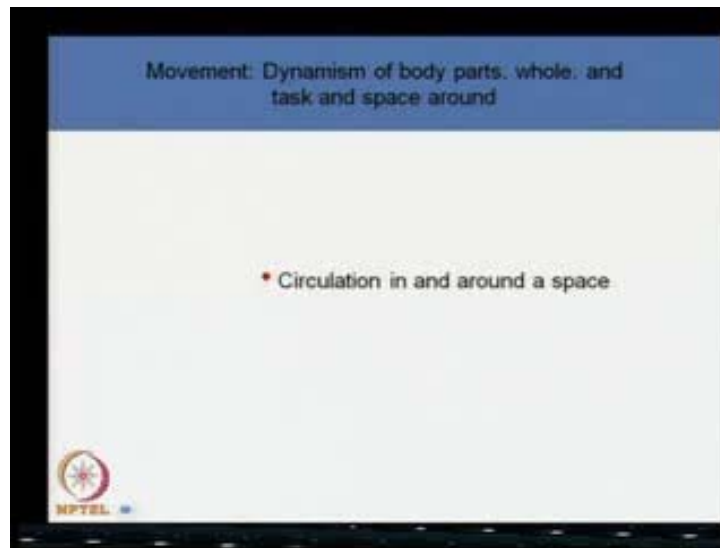 Movement: Dynamism of body parts, whole, and
task and space around
• Circulation in and around a space
NPTEL